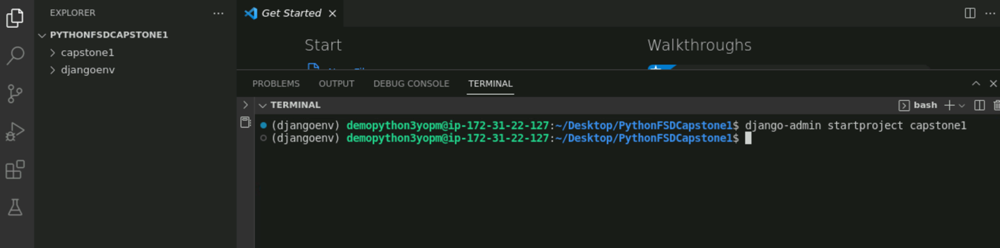 EXPLORER
PYTHONFSDCAPSTONE1
capstone1
djangoenv
Get Started
Start
Walkthroughs
PROBLEMS OUTPUT DEBUG CONSOLE TERMINAL
TERMINAL
bash
(djangoenv) demopython3yopm@ip-172-31-22-127:~/Desktop/PythonFSDCapstone1$ django-admin startproject capstone1
(djangoenv) demopython3yopm@ip-172-31-22-127:~/Desktop/PythonFSDCapstone1$